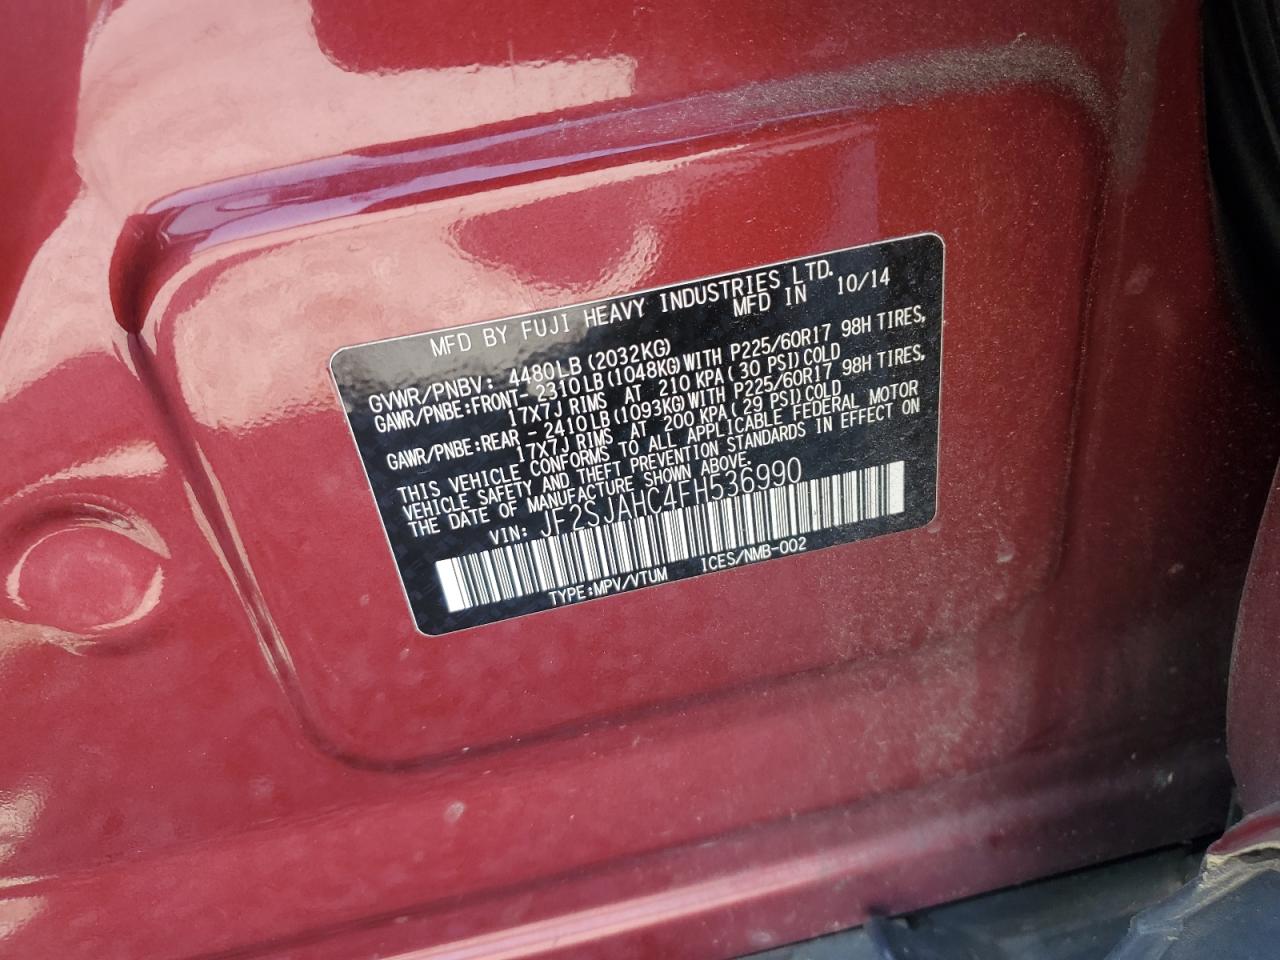 MFD BY FUJI HEAVY INDUSTRIES LTD.
MFD IN 10/14
GVWR/PNBV: 4480LB(2032KG)
GAWR/PNBE:FRONT- 2310LB(1048KG)WITH P225/60R17 98H TIRES,
17X7J RIMS AT 210 KPA(30 PSI)COLD
GAWR/PNBE:REAR - 2410LB(1093KG)WITH P225/60R17 98H TIRES,
17X7J RIMS AT 200 KPA(29 PSI)COLD
THIS VEHICLE CONFORMS TO ALL APPLICABLE FEDERAL MOTOR
VEHICLE SAFETY AND THEFT PREVENTION STANDARDS IN EFFECT ON
THE DATE OF MANUFACTURE SHOWN ABOVE.
VIN: JF2SJAHC4FH536990
TYPE:MPV/VTUM ICES/NMB-002